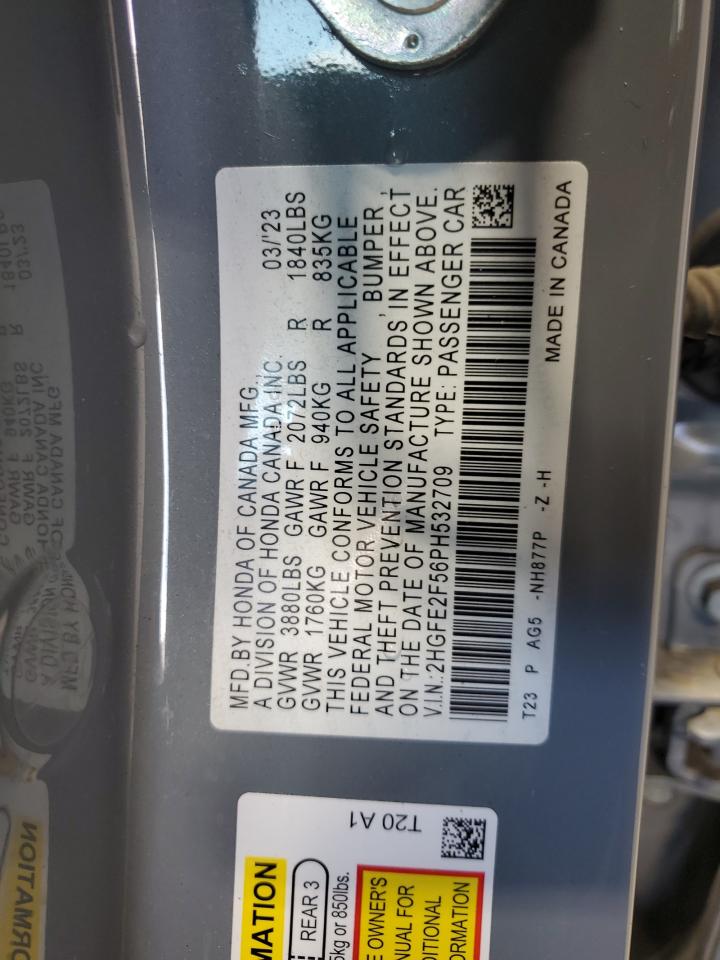 MFD.BY HONDA OF CANADA MFG., 03/'23
A DIVISION OF HONDA CANADA INC.
GVWR 3880LBS GAWR F 2072LBS R 1840LBS
GVWR 1760KG GAWR F 940KG R 835KG
THIS VEHICLE CONFORMS TO ALL APPLICABLE
FEDERAL MOTOR VEHICLE SAFETY, BUMPER,
AND THEFT PREVENTION STANDARDS, IN EFFECT
ON THE DATE OF MANUFACTURE SHOWN ABOVE.
V.I.N.:2HGFE2F56PH532709 TYPE: PASSENGER CAR
T23 P AG5 -NH877P -Z -H
MADE IN CANADA
T20 A1
MATION
REAR 3
5kg or 850lbs.
E OWNER'S
NUAL FOR
DITIONAL
ORMATION